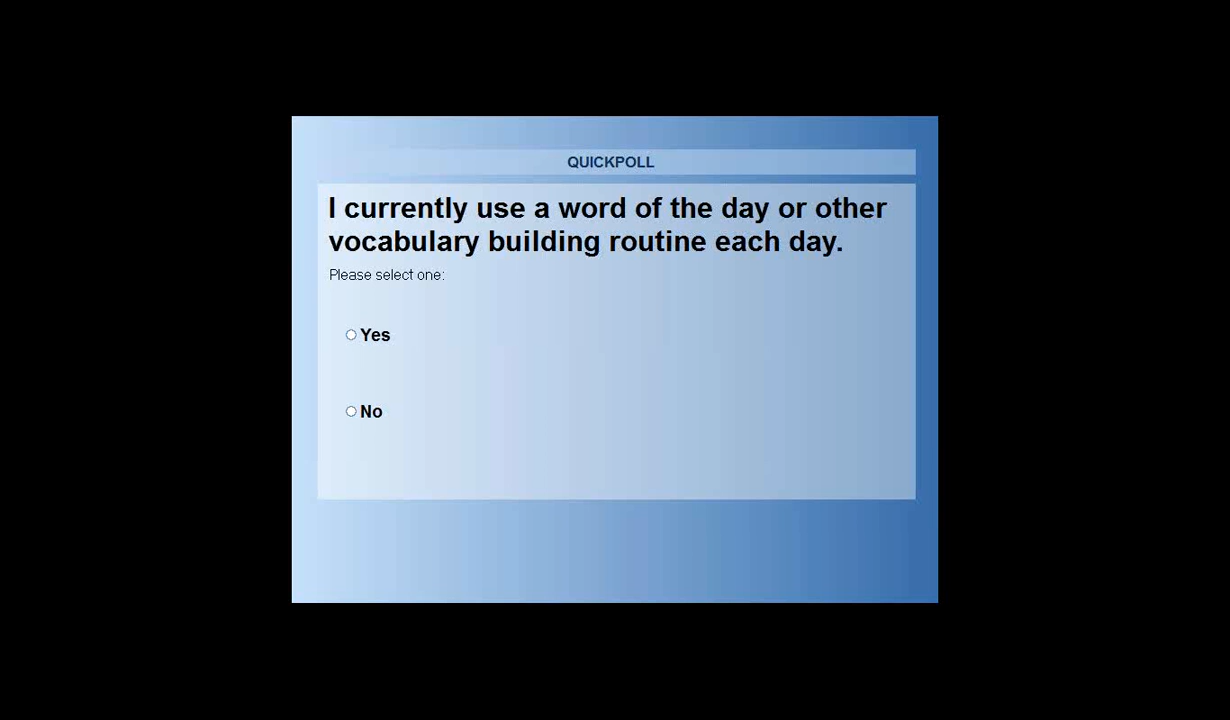 QUICKPOLL
I currently use a word of the day or other
vocabulary building routine each day.
Please select one:
Yes
No